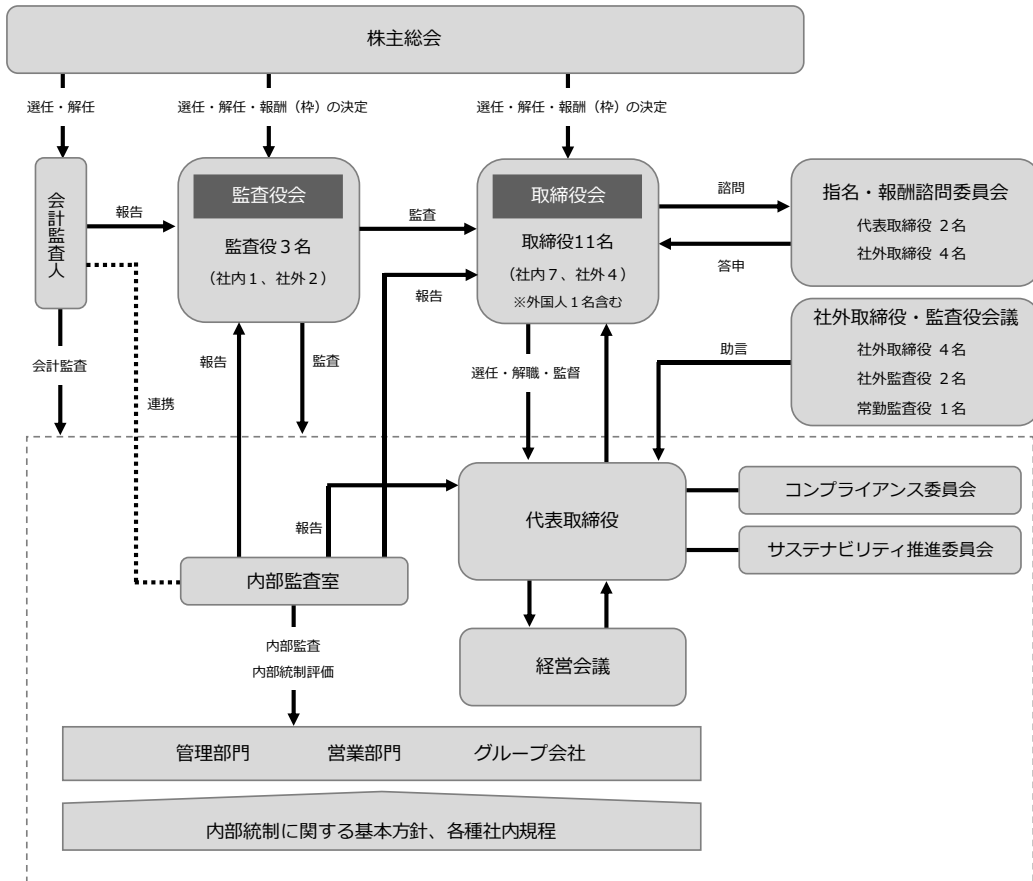 株主総会
選任・解任
選任・解任・報酬（枠）の決定
選任・解任・報酬（枠）の決定
会計監査人
報告
監査役会
監査役３名
（社内１、社外２）
監査
取締役会
取締役11名
（社内７、社外４）
※外国人１名含む
報告
諮問
答申
指名・報酬諮問委員会
代表取締役 2名
社外取締役 4名
社外取締役・監査役会議
社外取締役 4名
社外監査役 2名
常勤監査役 1名
助言
会計監査
連携
報告
監査
選任・解職・監督
報告
代表取締役
コンプライアンス委員会
サステナビリティ推進委員会
内部監査室
内部監査
内部統制評価
経営会議
管理部門
営業部門
グループ会社
内部統制に関する基本方針、各種社内規程